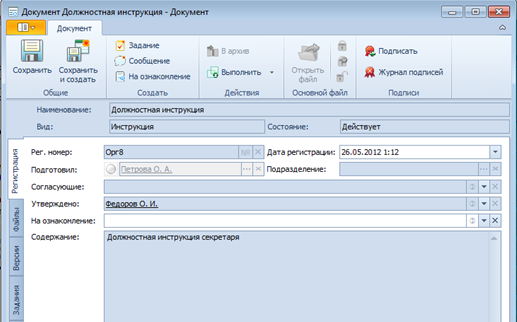 Документ Должностная инструкция - Документ
Документ
Сохранить
Сохранить и создать
Общие
Задание
Сообщение
На ознакомление
Создать
В архив
Выполнить
Действия
Открыть файл
Основной файл
Подписать
Журнал подписей
Подписи
Наименование: Должностная инструкция
Вид: Инструкция Состояние: Действует
Регистрация
Файлы
Версии
Задания
Рег. номер: Орг8 Дата регистрации: 26.05.2012 1:12
Подготовил: Петрова О. А. Подразделение:
Согласующие:
Утверждено: Федоров О. И.
На ознакомление:
Содержание: Должностная инструкция секретаря